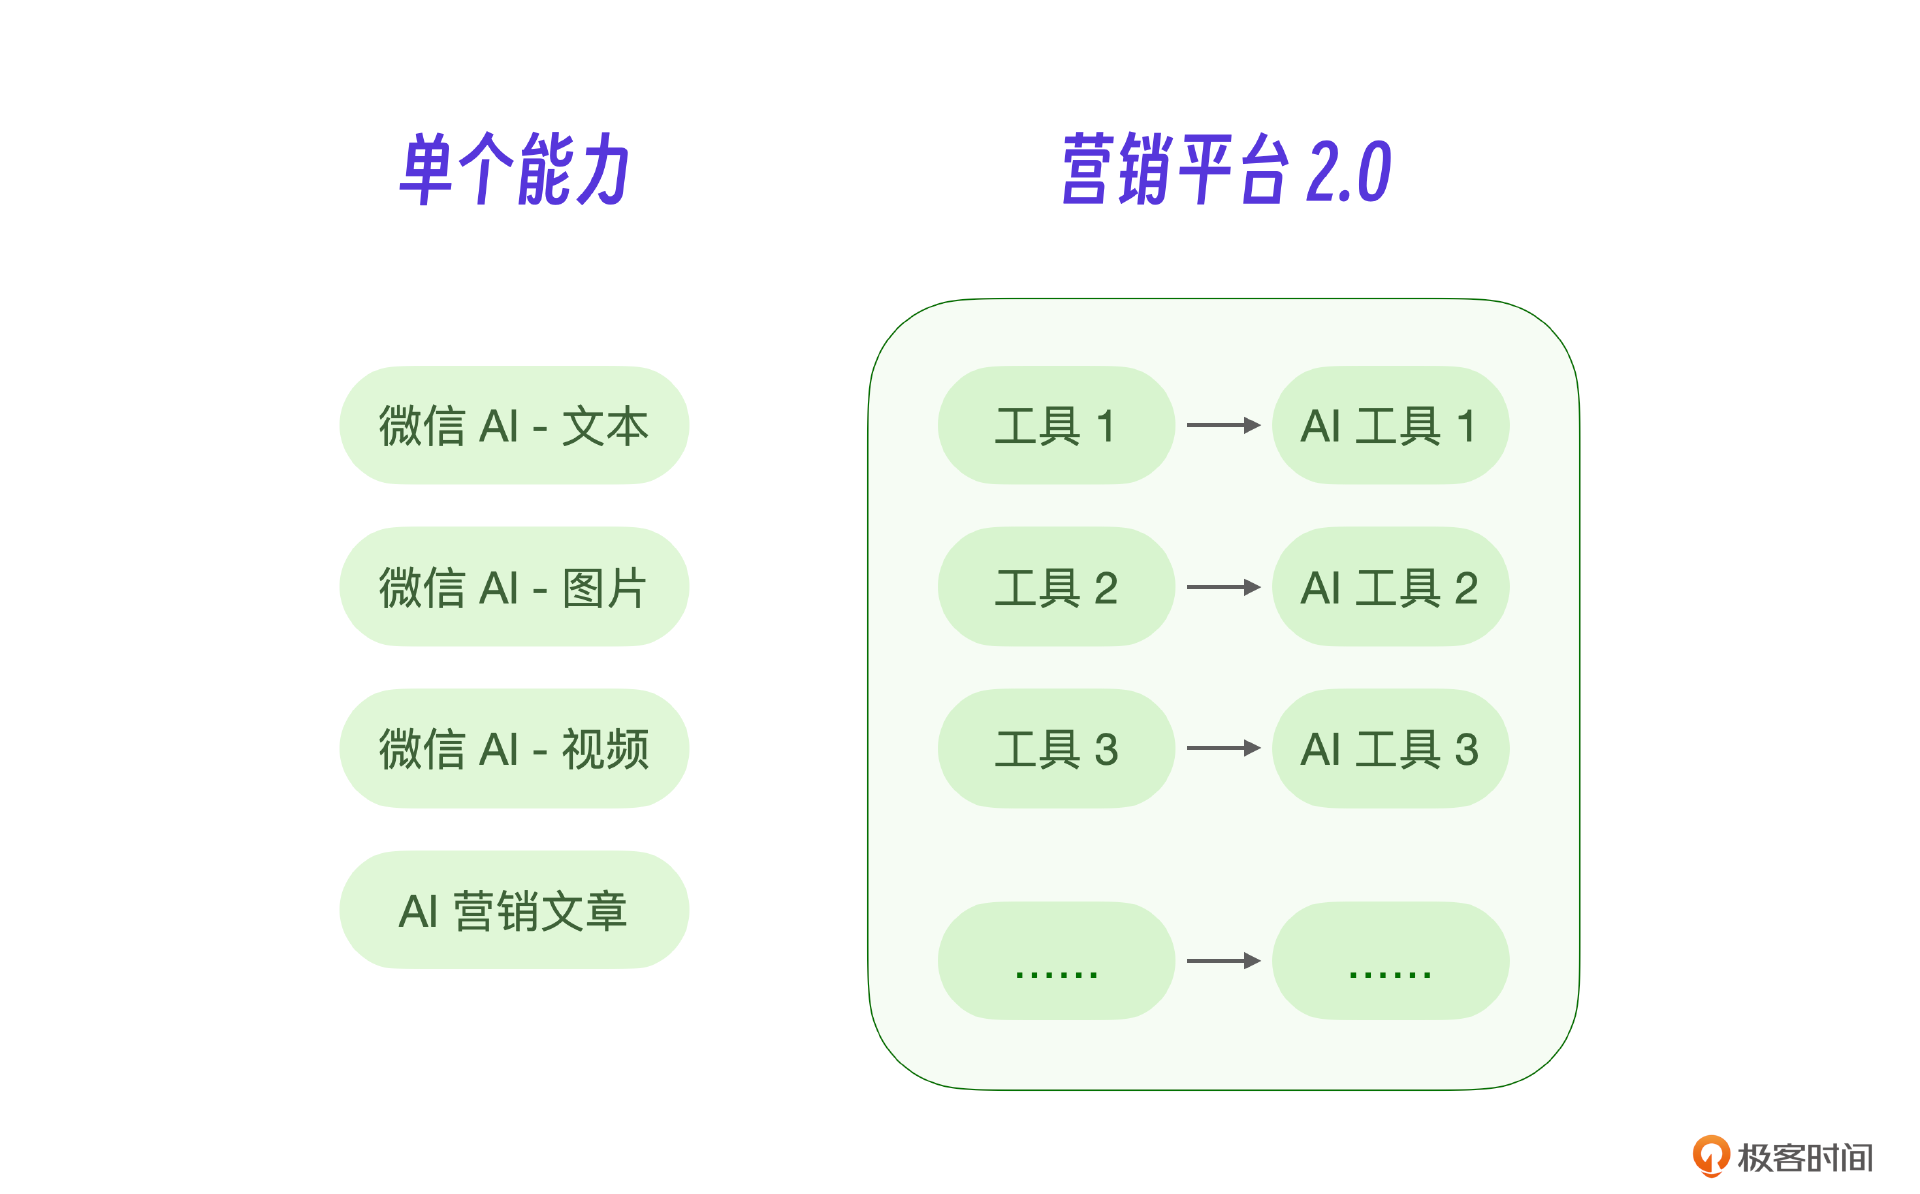 单个能力
营销平台 2.0
微信 AI - 文本
微信 AI - 图片
微信 AI - 视频
AI 营销文章
工具 1
AI 工具 1
工具 2
AI 工具 2
工具 3
AI 工具 3
......
......
极客时间